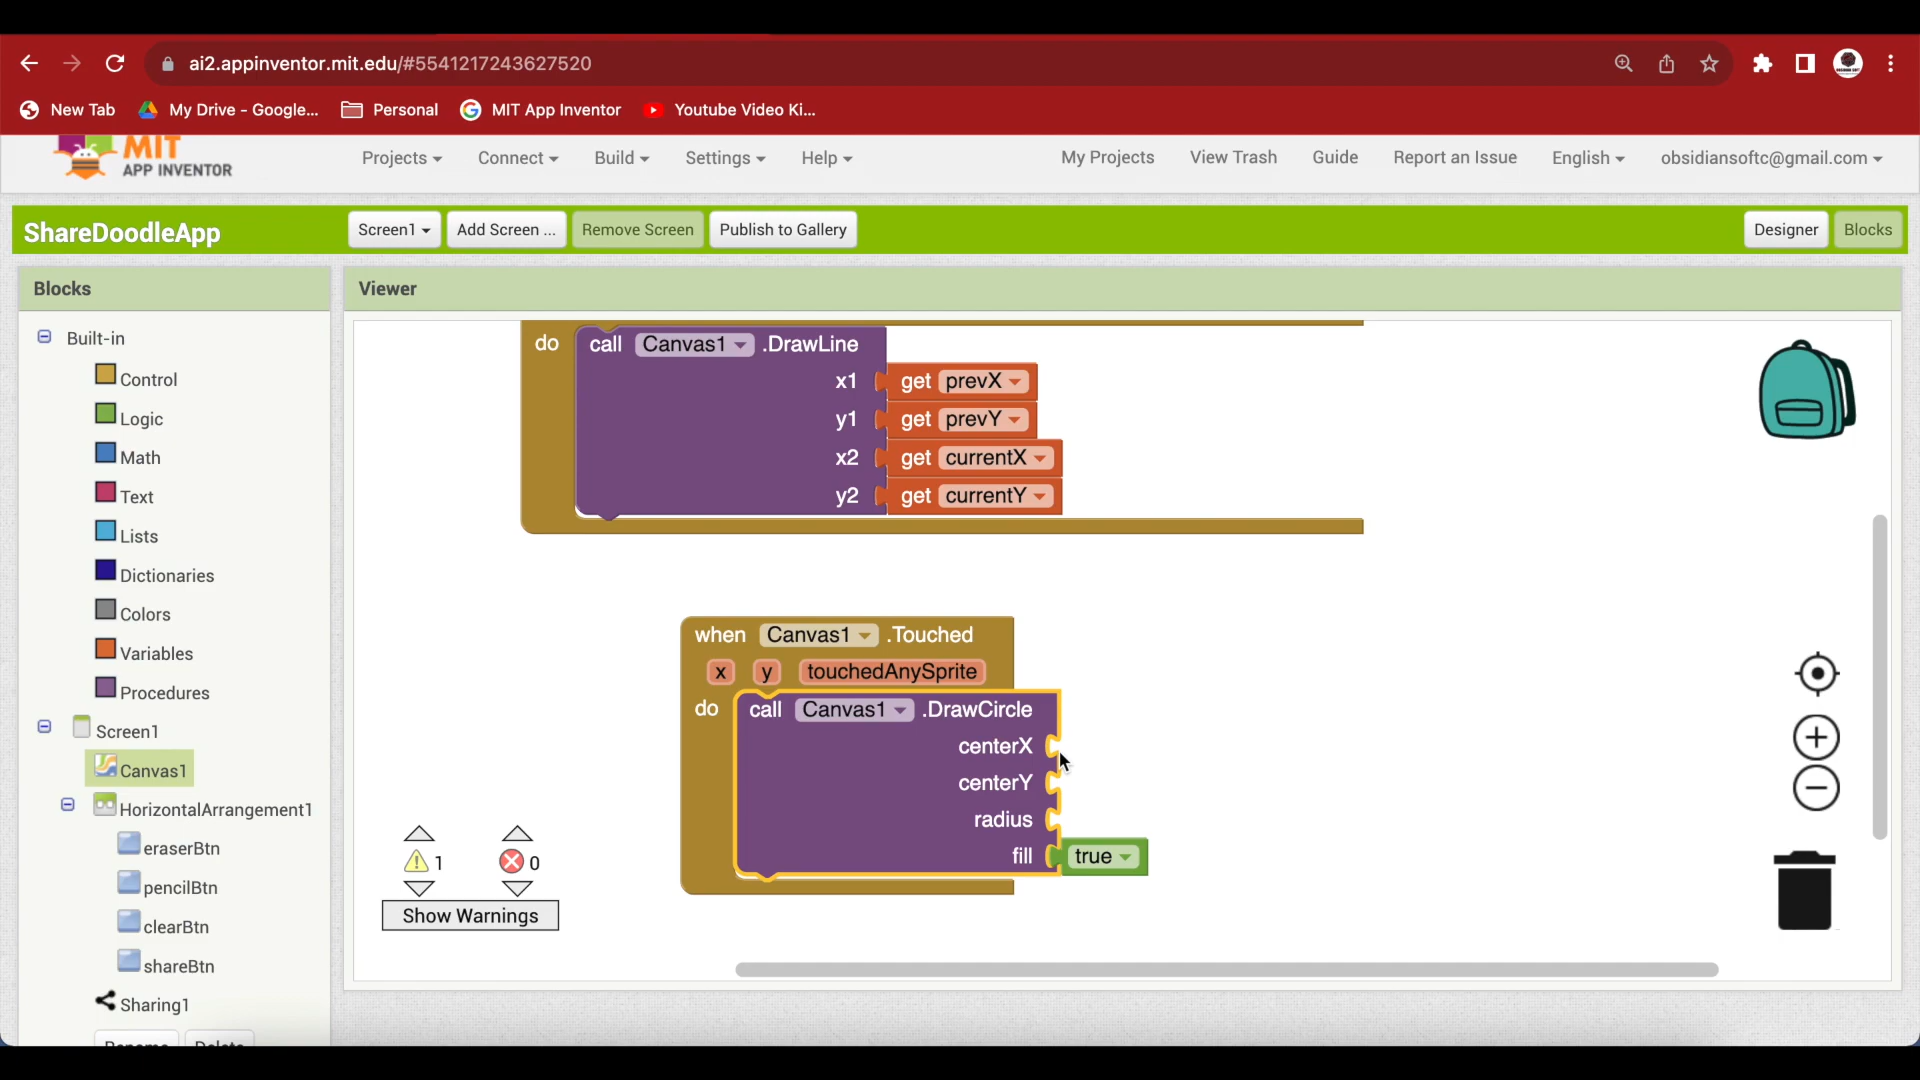 ai2.appinventor.mit.edu/#5541217243627520
New Tab My Drive - Google... Personal MIT App Inventor Youtube Video Ki...
MIT
APP INVENTOR
Projects Connect Build Settings Help My Projects View Trash Guide Report an Issue English obsidiansoftc@gmail.com
ShareDoodleApp Screen1 Add Screen ... Remove Screen Publish to Gallery Designer Blocks
Blocks
Viewer
Built-in
Control
Logic
Math
Text
Lists
Dictionaries
Colors
Variables
Procedures
Screen1
Canvas1
HorizontalArrangement1
eraserBtn
pencilBtn
clearBtn
shareBtn
Sharing1
Rename Delete
do call Canvas1 .DrawLine
x1 get prevX
y1 get prevY
x2 get currentX
y2 get currentY
when Canvas1 .Touched
x y touchedAnySprite
do call Canvas1 .DrawCircle
centerX
centerY
radius
fill true
1 0
Show Warnings